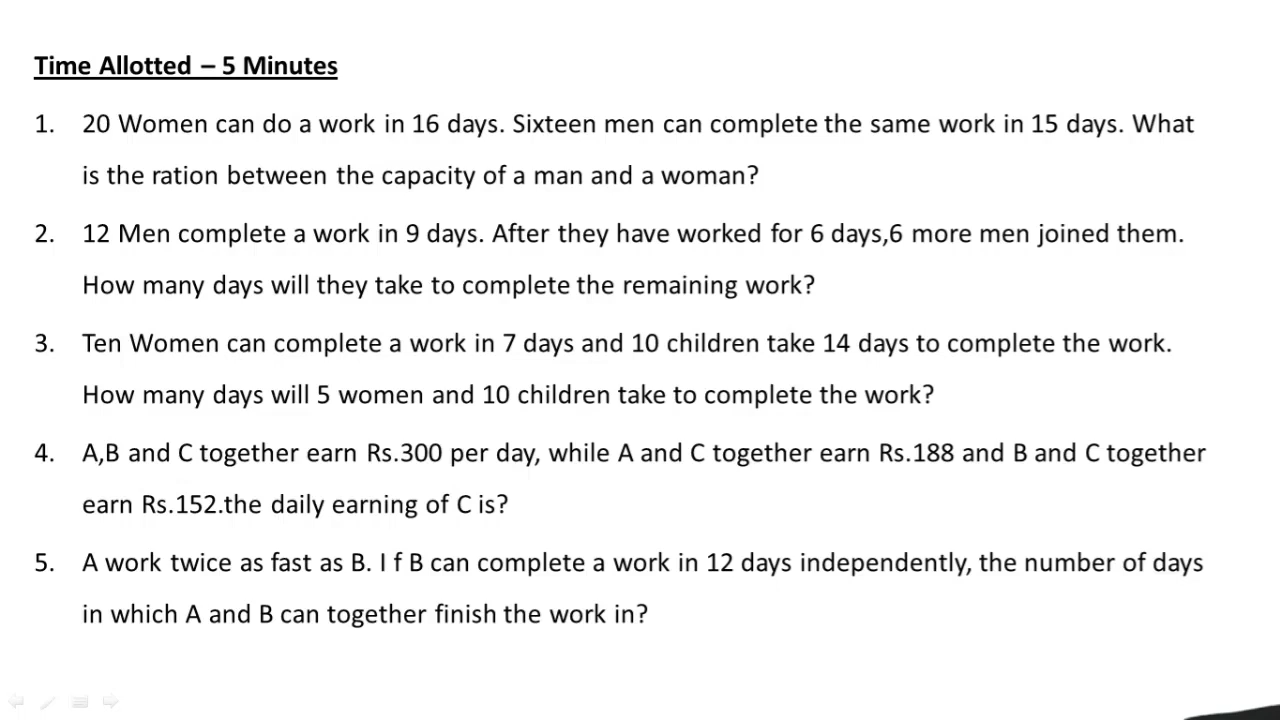 Time Allotted – 5 Minutes
1. 20 Women can do a work in 16 days. Sixteen men can complete the same work in 15 days. What
is the ration between the capacity of a man and a woman?
2. 12 Men complete a work in 9 days. After they have worked for 6 days,6 more men joined them.
How many days will they take to complete the remaining work?
3. Ten Women can complete a work in 7 days and 10 children take 14 days to complete the work.
How many days will 5 women and 10 children take to complete the work?
4. A,B and C together earn Rs.300 per day, while A and C together earn Rs.188 and B and C together
earn Rs.152.the daily earning of C is?
5. A work twice as fast as B. I f B can complete a work in 12 days independently, the number of days
in which A and B can together finish the work in?